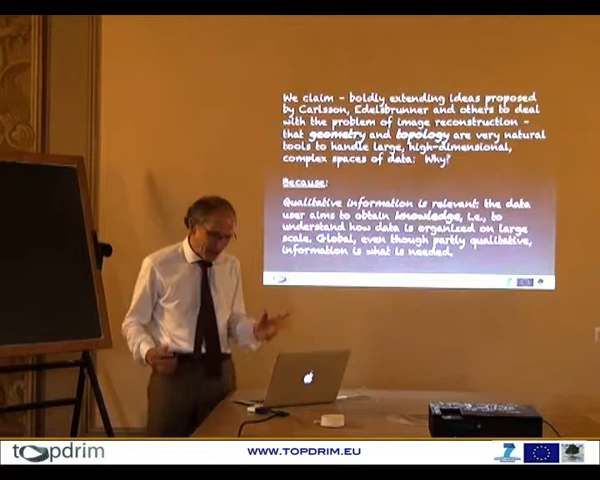 We claim - boldly extending ideas proposed
by Carlsson, Edelsbrunner and others to deal
with the problem of image reconstruction -
that geometry and topology are very natural
tools to handle large, high-dimensional,
complex spaces of data: Why?
Because:
Qualitative information is relevant: the data
user aims to obtain knowledge, i.e., to
understand how data is organized on large
scale. Global, even though partly qualitative,
information is what is needed.
topdrim
WWW.TOPDRIM.EU